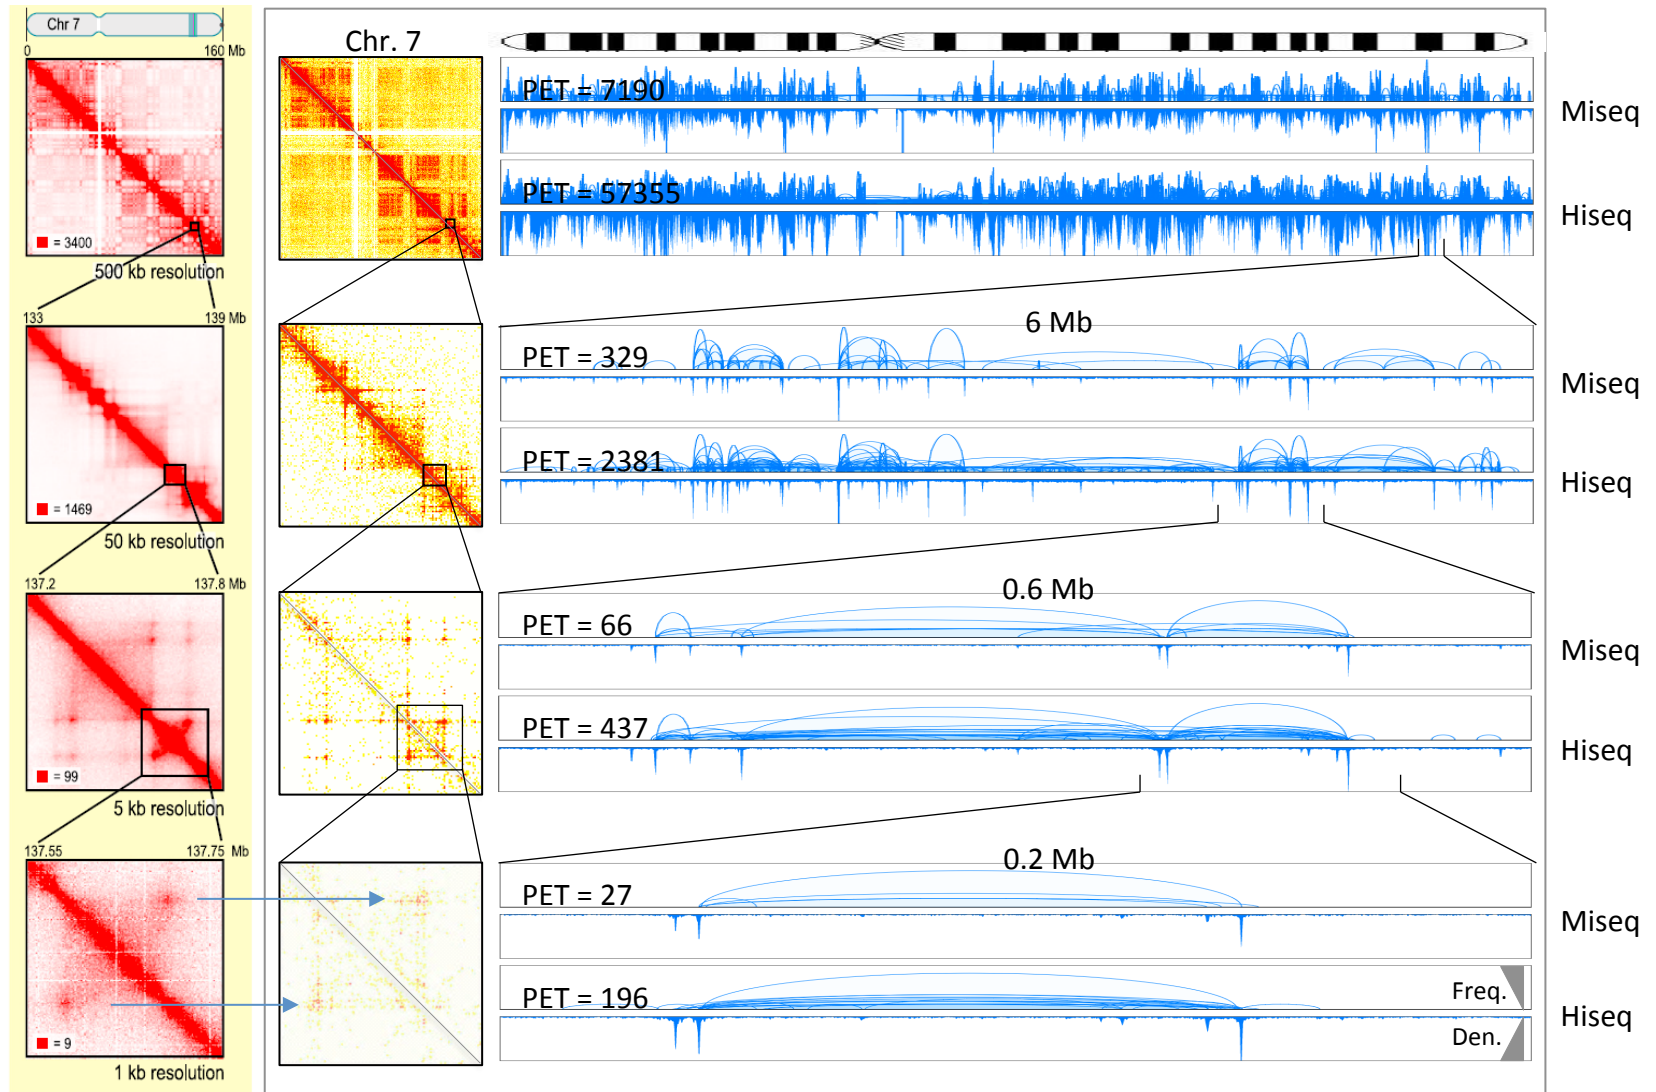 Chr 7
0 160 Mb
= 3400
500 kb resolution
133 139 Mb
= 1469
50 kb resolution
137.2 137.8 Mb
= 99
5 kb resolution
137.55 137.75 Mb
= 9
1 kb resolution
Chr. 7
PET = 7190
Miseq
PET = 57355
Hiseq
6 Mb
PET = 329
Miseq
PET = 2381
Hiseq
0.6 Mb
PET = 66
Miseq
PET = 437
Hiseq
0.2 Mb
PET = 27
Miseq
PET = 196
Freq.
Den.
Hiseq